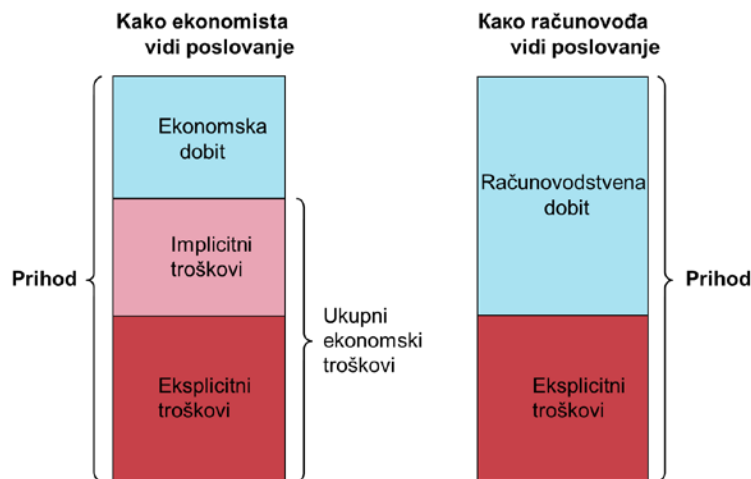 Kako ekonomista
vidi poslovanje
Како računovođa
vidi poslovanje
Prihod
Ekonomska
dobit
Implicitni
troškovi
Eksplicitni
troškovi
Ukupni
ekonomski
troškovi
Računovodstvena
dobit
Eksplicitni
troškovi
Prihod